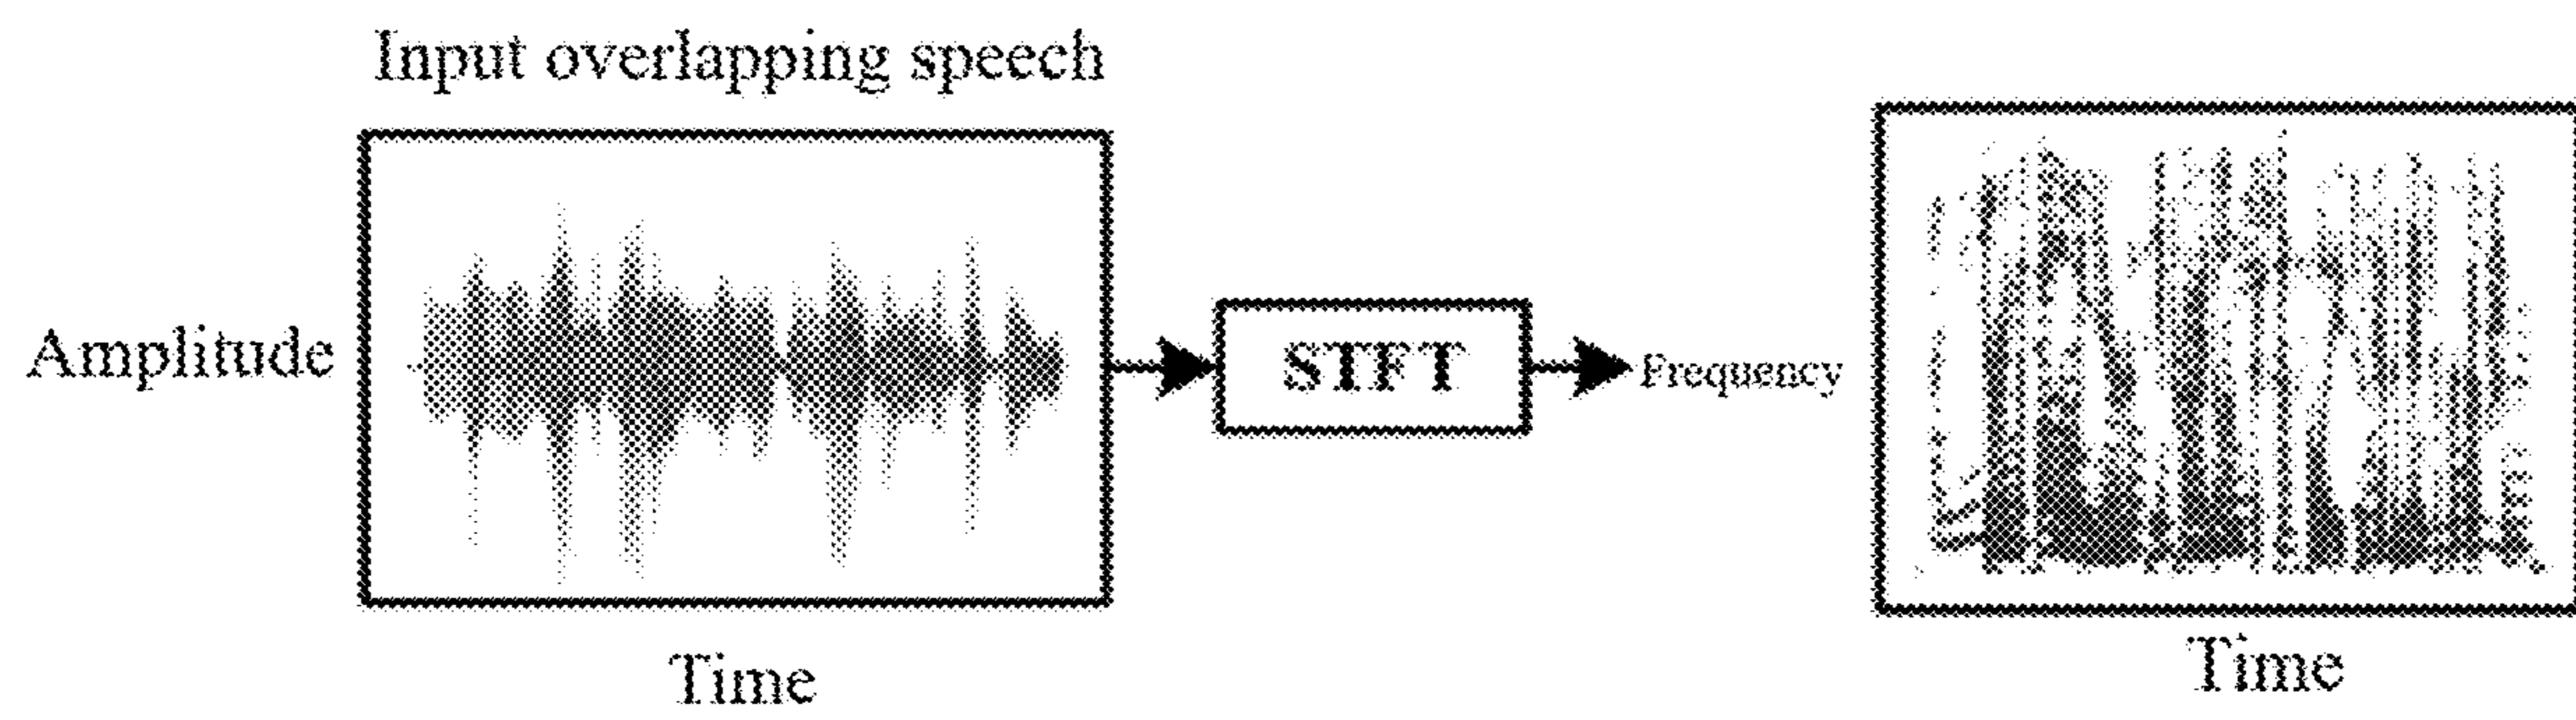 Input overlapping speech
Amplitude
STFT
Frequency
Time
Time